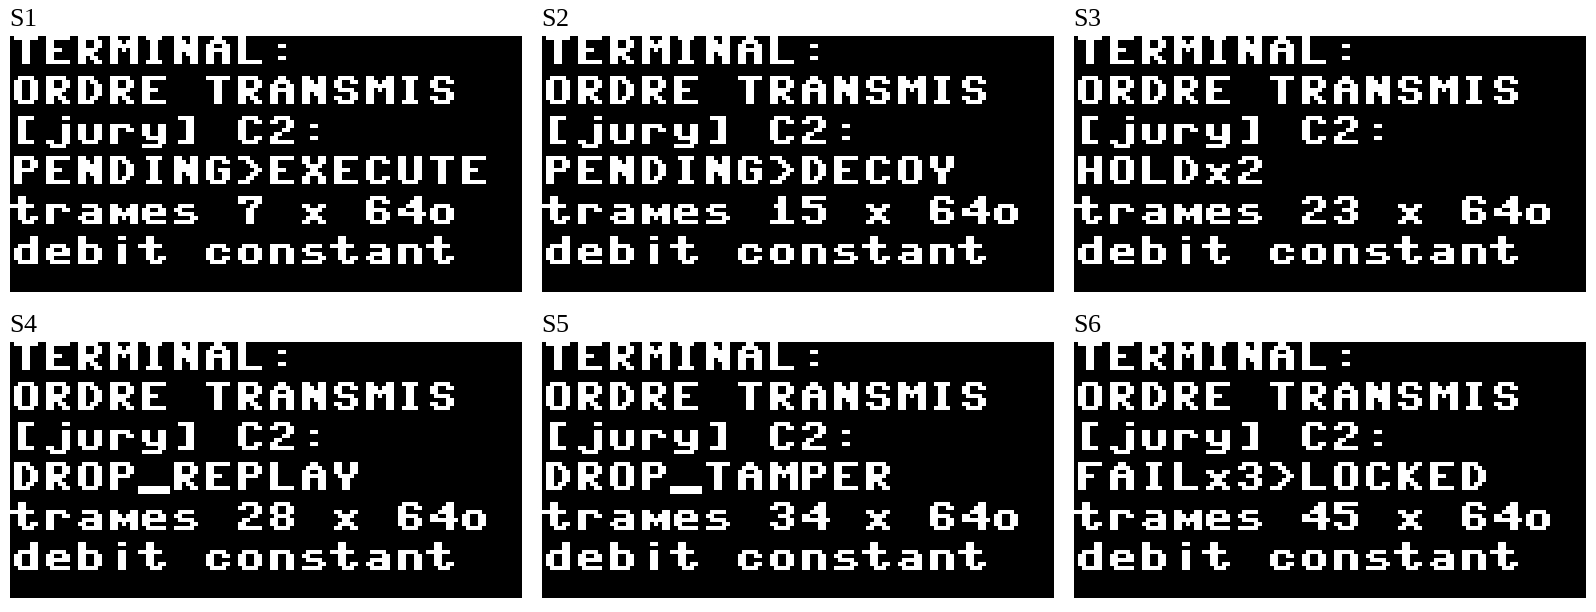 S1
TERMINAL:
ORDRE TRANSMIS
[jury] C2:
PENDING>EXECUTE
trames 7 x 64o
debit constant
S2
TERMINAL:
ORDRE TRANSMIS
[jury] C2:
PENDING>DECOY
trames 15 x 64o
debit constant
S3
TERMINAL:
ORDRE TRANSMIS
[jury] C2:
HOLDx2
trames 23 x 64o
debit constant
S4
TERMINAL:
ORDRE TRANSMIS
[jury] C2:
DROP_REPLAY
trames 28 x 64o
debit constant
S5
TERMINAL:
ORDRE TRANSMIS
[jury] C2:
DROP_TAMPER
trames 34 x 64o
debit constant
S6
TERMINAL:
ORDRE TRANSMIS
[jury] C2:
FAILx3>LOCKED
trames 45 x 64o
debit constant